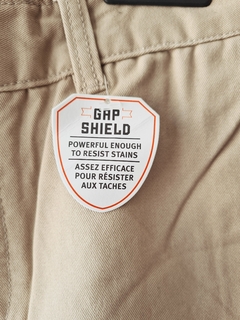 GAP
SHIELD
POWERFUL ENOUGH
TO RESIST STAINS
ASSEZ EFFICACE
POUR RÉSISTER
AUX TACHES